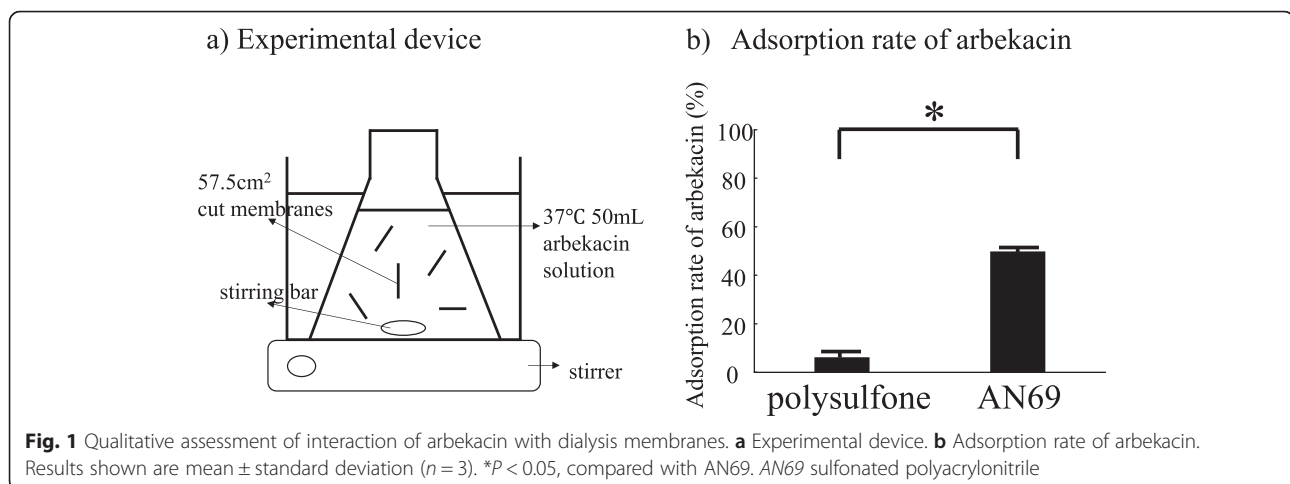 a) Experimental device
57.5cm²
cut membranes
stirring bar
37℃ 50mL
arbekacin
solution
stirrer
b) Adsorption rate of arbekacin
Adsorption rate of arbekacin (%)
100
80
60
40
20
0
*
polysulfone AN69
Fig. 1 Qualitative assessment of interaction of arbekacin with dialysis membranes. a Experimental device. b Adsorption rate of arbekacin.
Results shown are mean ± standard deviation (n = 3). *P < 0.05, compared with AN69. AN69 sulfonated polyacrylonitrile